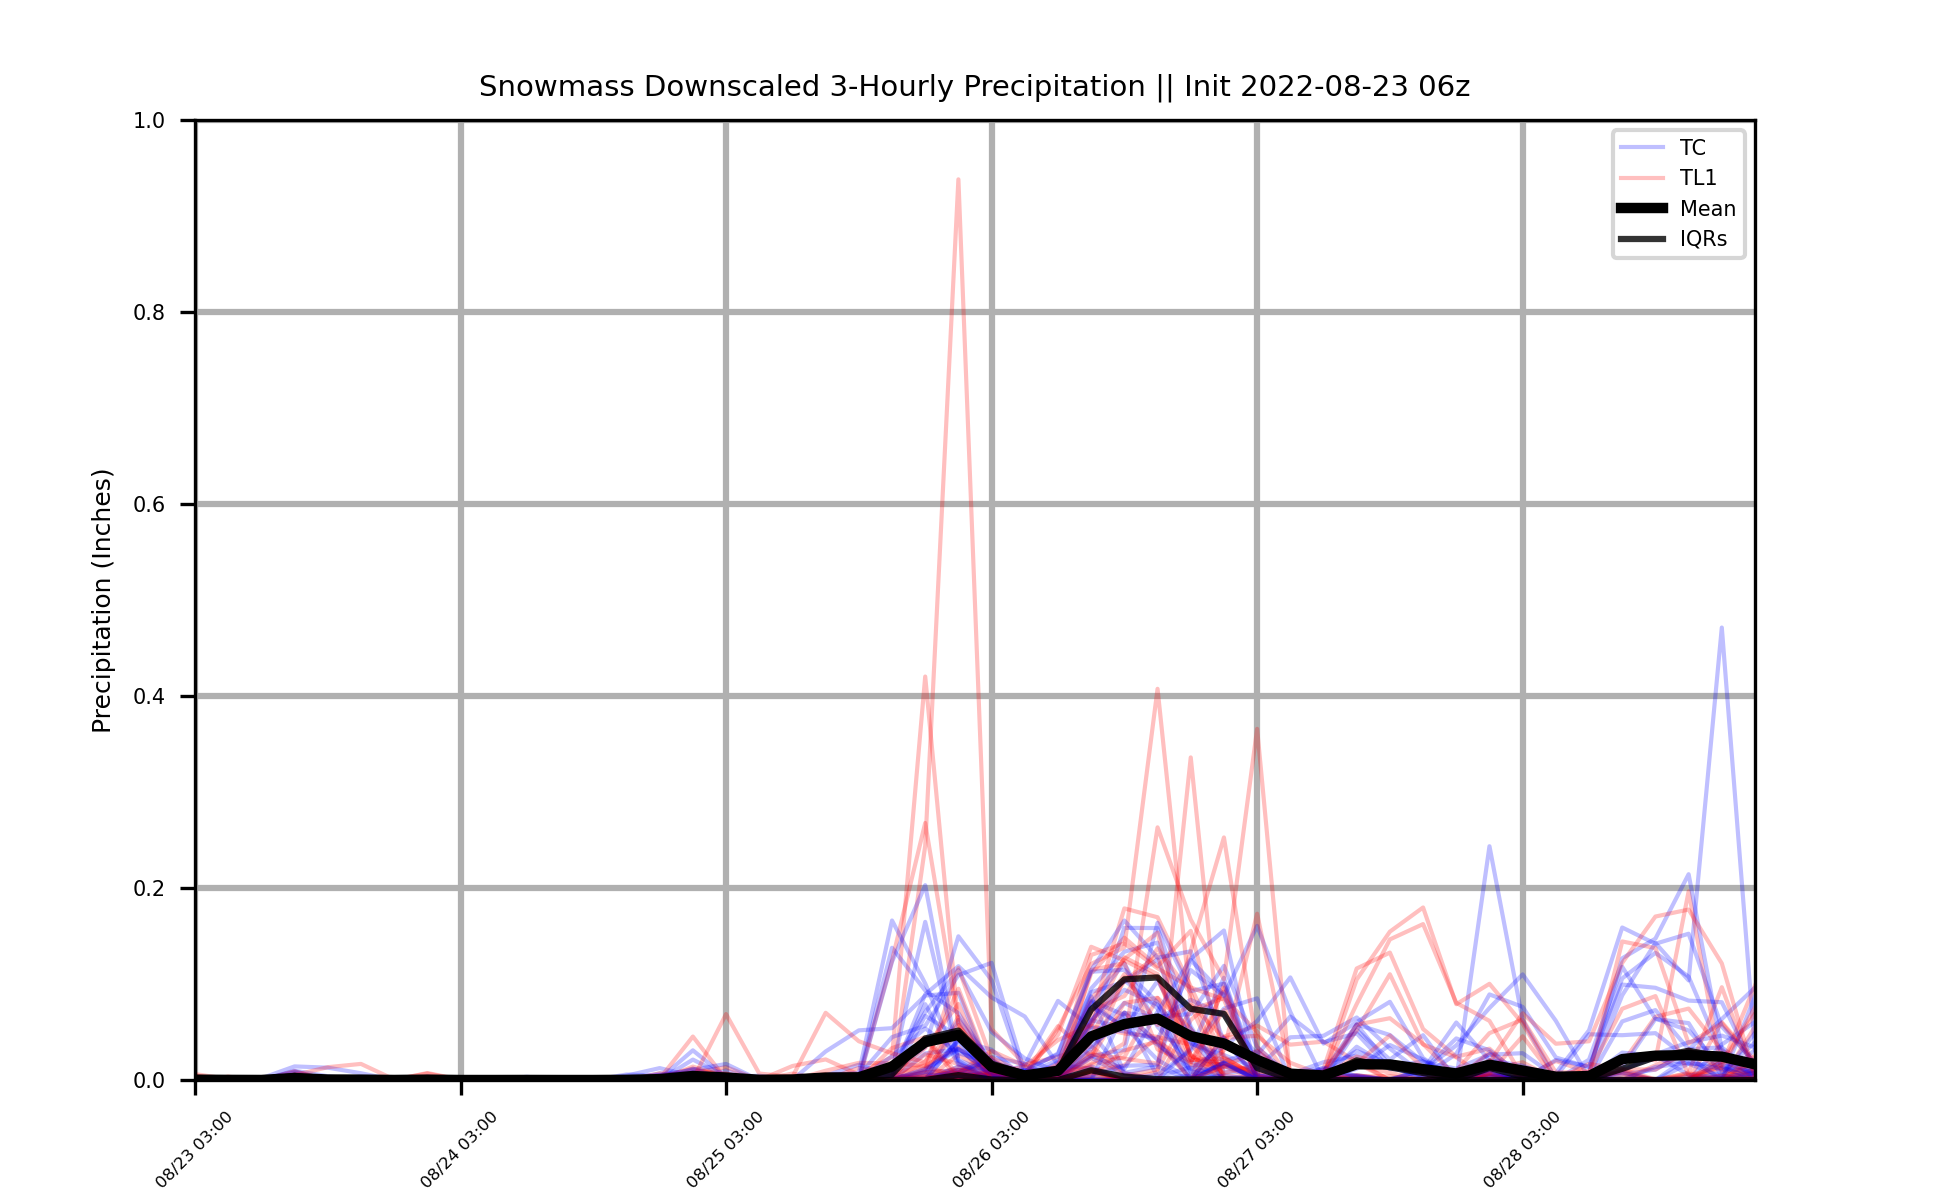 Snowmass Downscaled 3-Hourly Precipitation || Init 2022-08-23 06z
1.0
0.8
0.6
0.4
0.2
0.0
Precipitation (Inches)
TC
TL1
Mean
IQRs
08/23 03:00
08/24 03:00
08/25 03:00
08/26 03:00
08/27 03:00
08/28 03:00